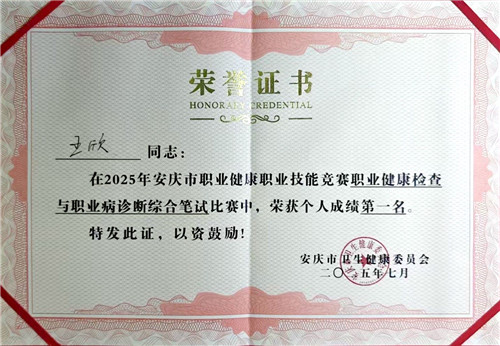 荣誉证书
HONORARY CREDENTIAL
王欣 同志：
在2025年安庆市职业健康职业技能竞赛职业健康检查
与职业病诊断综合笔试比赛中，荣获个人成绩第一名。
特发此证，以资鼓励！
安庆市卫生健康委员会
二〇二五年七月